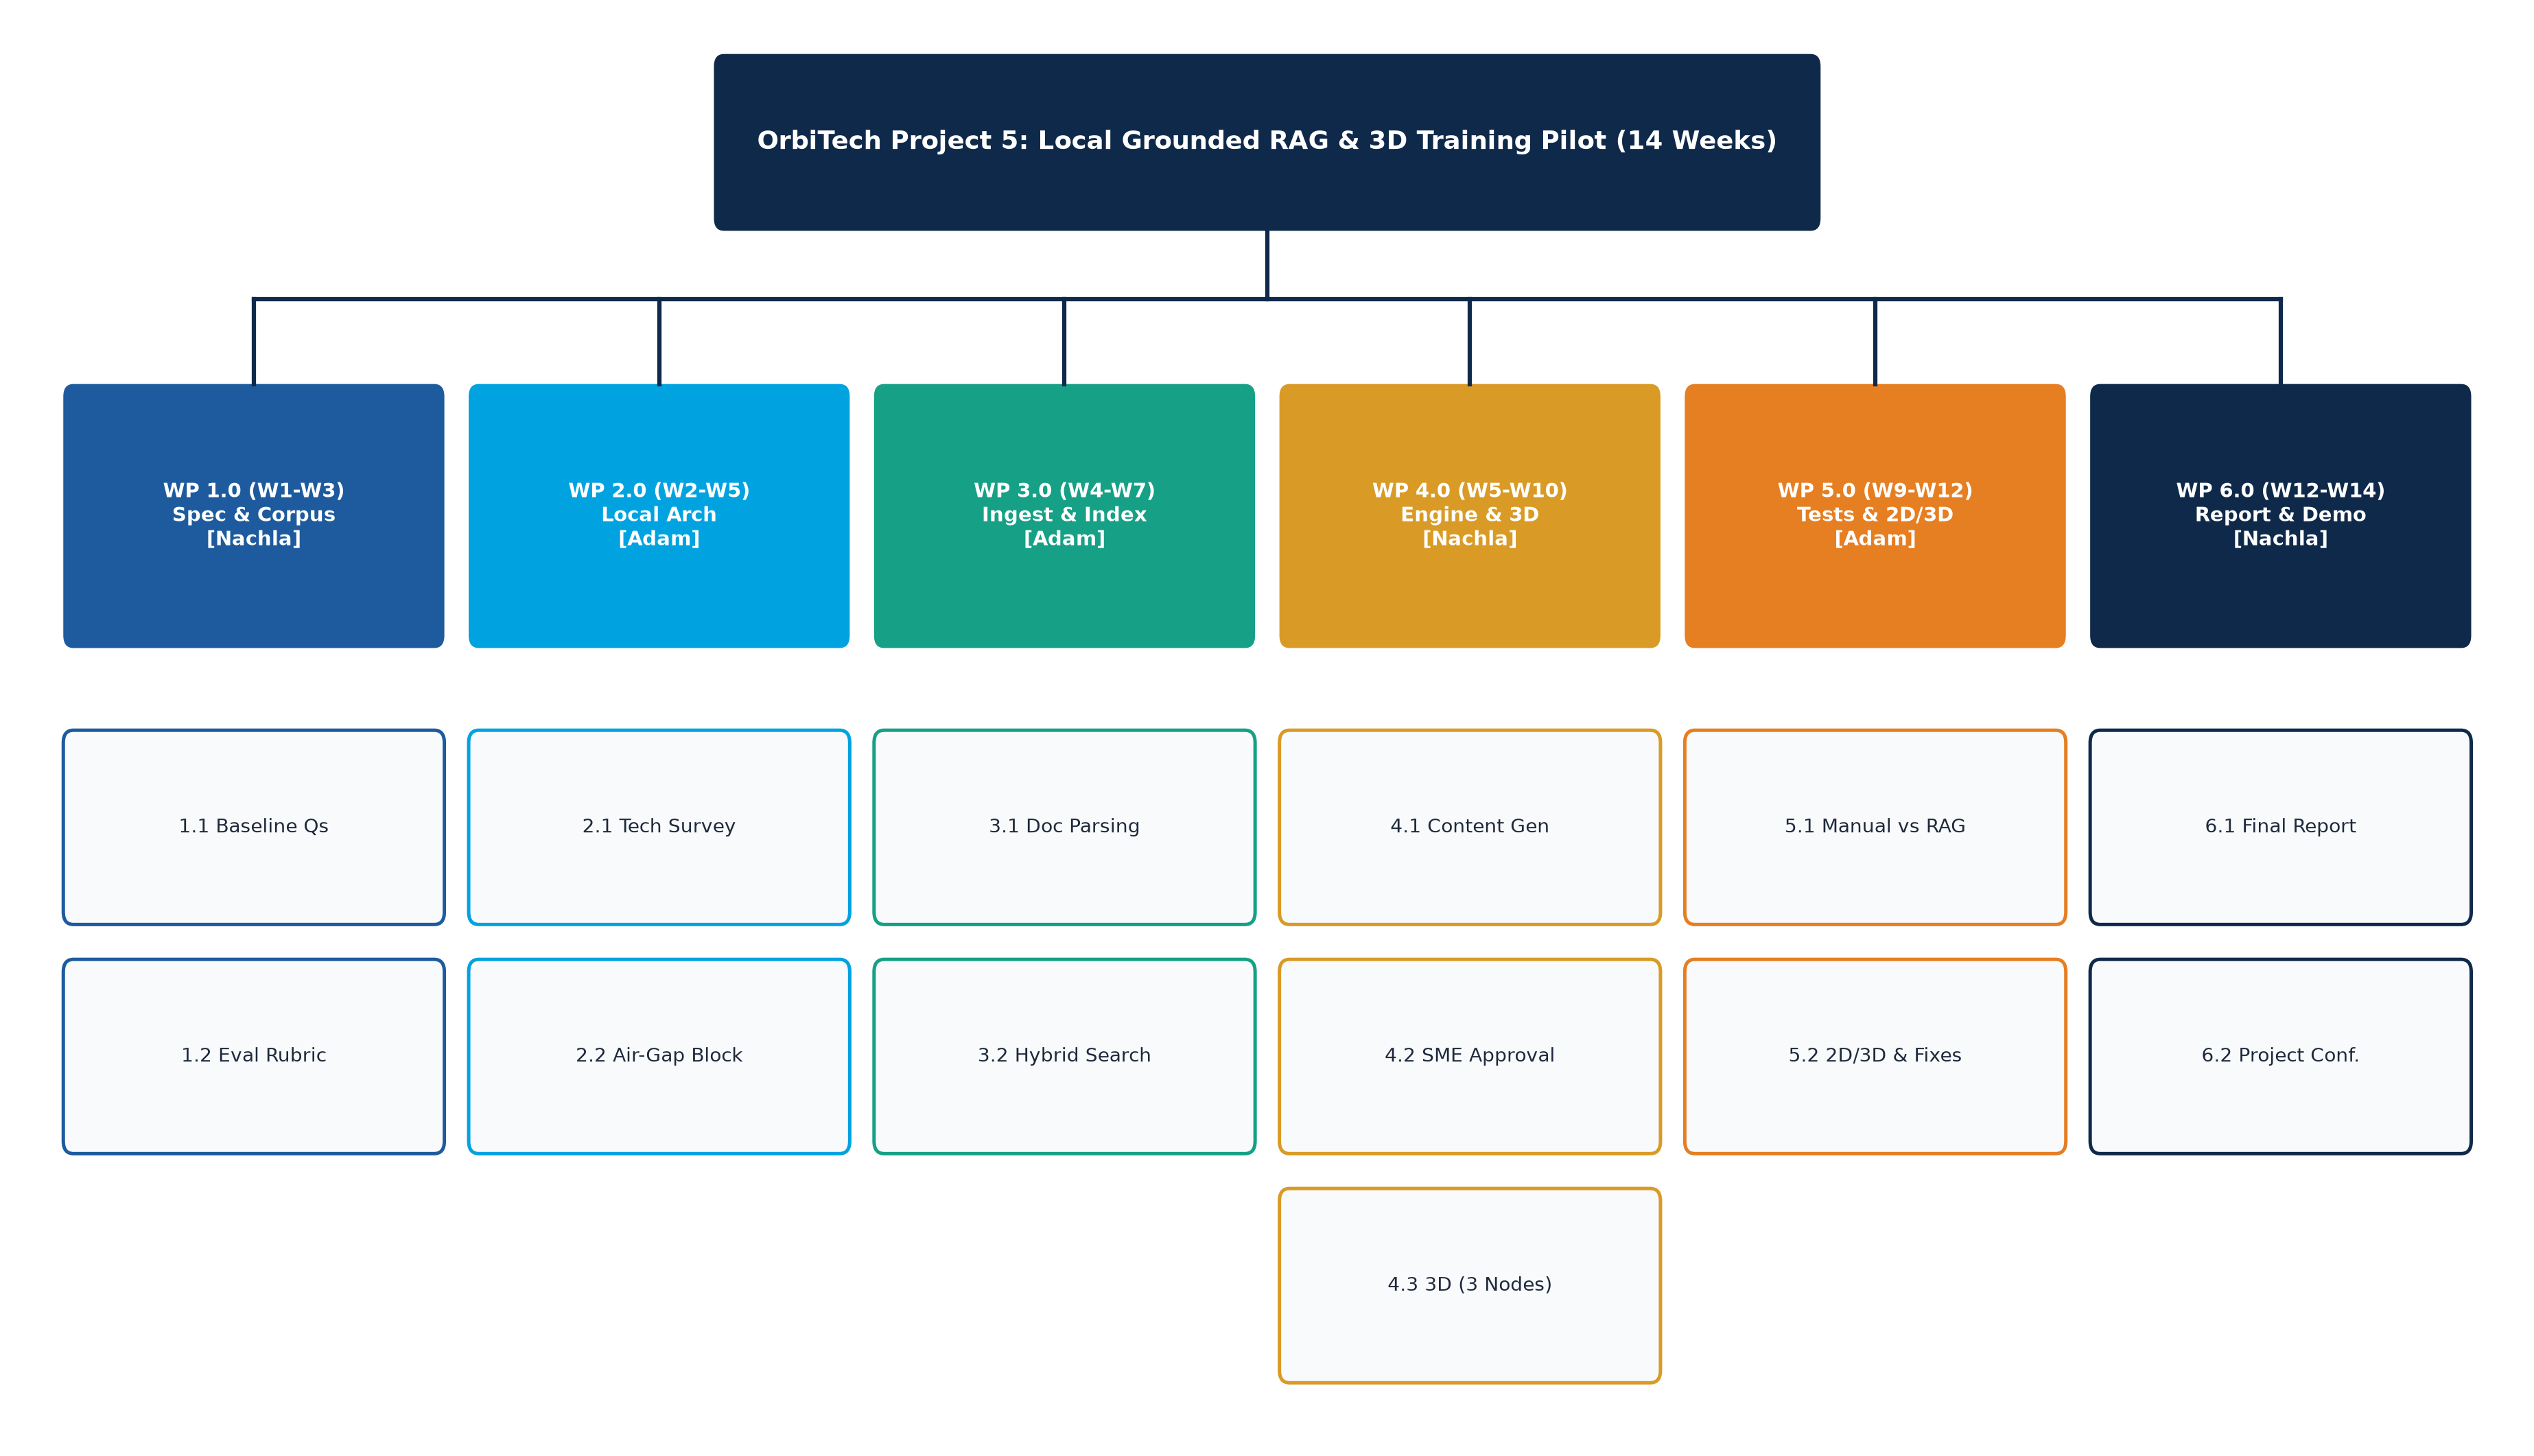 OrbiTech Project 5: Local Grounded RAG & 3D Training Pilot (14 Weeks)
WP 1.0 (W1-W3)
Spec & Corpus
[Nachla]
WP 2.0 (W2-W5)
Local Arch
[Adam]
WP 3.0 (W4-W7)
Ingest & Index
[Adam]
WP 4.0 (W5-W10)
Engine & 3D
[Nachla]
WP 5.0 (W9-W12)
Tests & 2D/3D
[Adam]
WP 6.0 (W12-W14)
Report & Demo
[Nachla]
1.1 Baseline Qs
2.1 Tech Survey
3.1 Doc Parsing
4.1 Content Gen
5.1 Manual vs RAG
6.1 Final Report
1.2 Eval Rubric
2.2 Air-Gap Block
3.2 Hybrid Search
4.2 SME Approval
5.2 2D/3D & Fixes
6.2 Project Conf.
4.3 3D (3 Nodes)